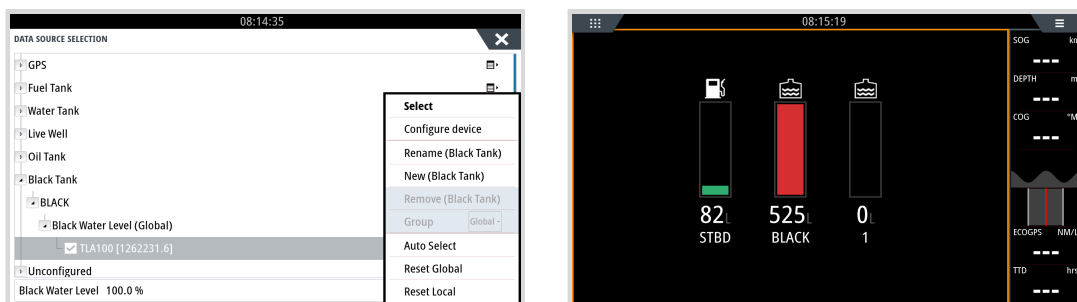 08:14:35
DATA SOURCE SELECTION
GPS
Fuel Tank
Water Tank
Live Well
Oil Tank
Black Tank
BLACK
Black Water Level (Global)
TLA100 [1262231.6]
Unconfigured
Black Water Level 100.0 %
Select
Configure device
Rename (Black Tank)
New (Black Tank)
Remove (Black Tank)
Group Global
Auto Select
Reset Global
Reset Local
08:15:19
82L 525L 0L
STBD BLACK 1
SOG kn
---
DEPTH m
---
COG °M
---
ECOGPS NM/L
---
TTD hrs
---